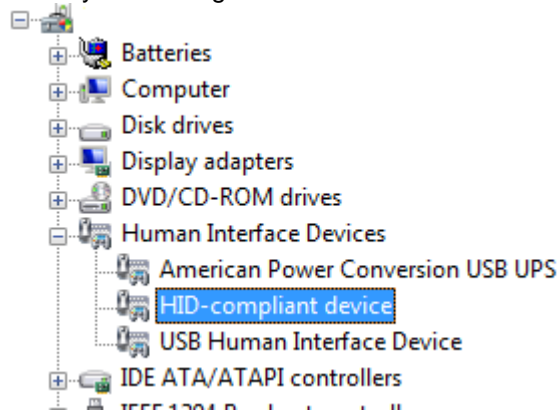 Batteries
Computer
Disk drives
Display adapters
DVD/CD-ROM drives
Human Interface Devices
American Power Conversion USB UPS
HID-compliant device
USB Human Interface Device
IDE ATA/ATAPI controllers